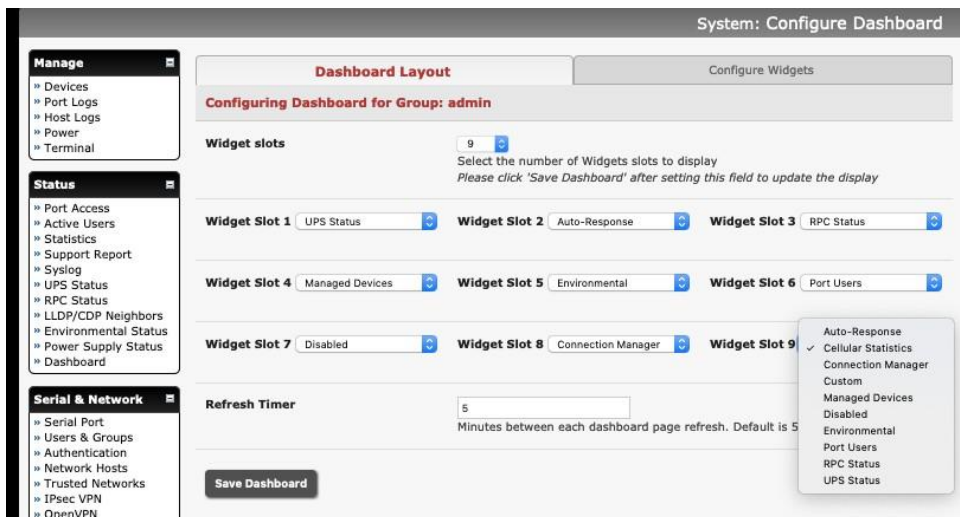 System: Configure Dashboard
Manage
» Devices
» Port Logs
» Host Logs
» Power
» Terminal
Status
» Port Access
» Active Users
» Statistics
» Support Report
» Syslog
» UPS Status
» RPC Status
» LLDP/CDP Neighbors
» Environmental Status
» Power Supply Status
» Dashboard
Serial & Network
» Serial Port
» Users & Groups
» Authentication
» Network Hosts
» Trusted Networks
» IPsec VPN
» OpenVPN
Dashboard Layout
Configure Widgets
Configuring Dashboard for Group: admin
Widget slots 9
Select the number of Widgets slots to display
Please click 'Save Dashboard' after setting this field to update the display
Widget Slot 1 UPS Status Widget Slot 2 Auto-Response Widget Slot 3 RPC Status
Widget Slot 4 Managed Devices Widget Slot 5 Environmental Widget Slot 6 Port Users
Widget Slot 7 Disabled Widget Slot 8 Connection Manager Widget Slot 9
Auto-Response
✓ Cellular Statistics
Connection Manager
Custom
Managed Devices
Disabled
Environmental
Port Users
RPC Status
UPS Status
Refresh Timer 5
Minutes between each dashboard page refresh. Default is 5
Save Dashboard